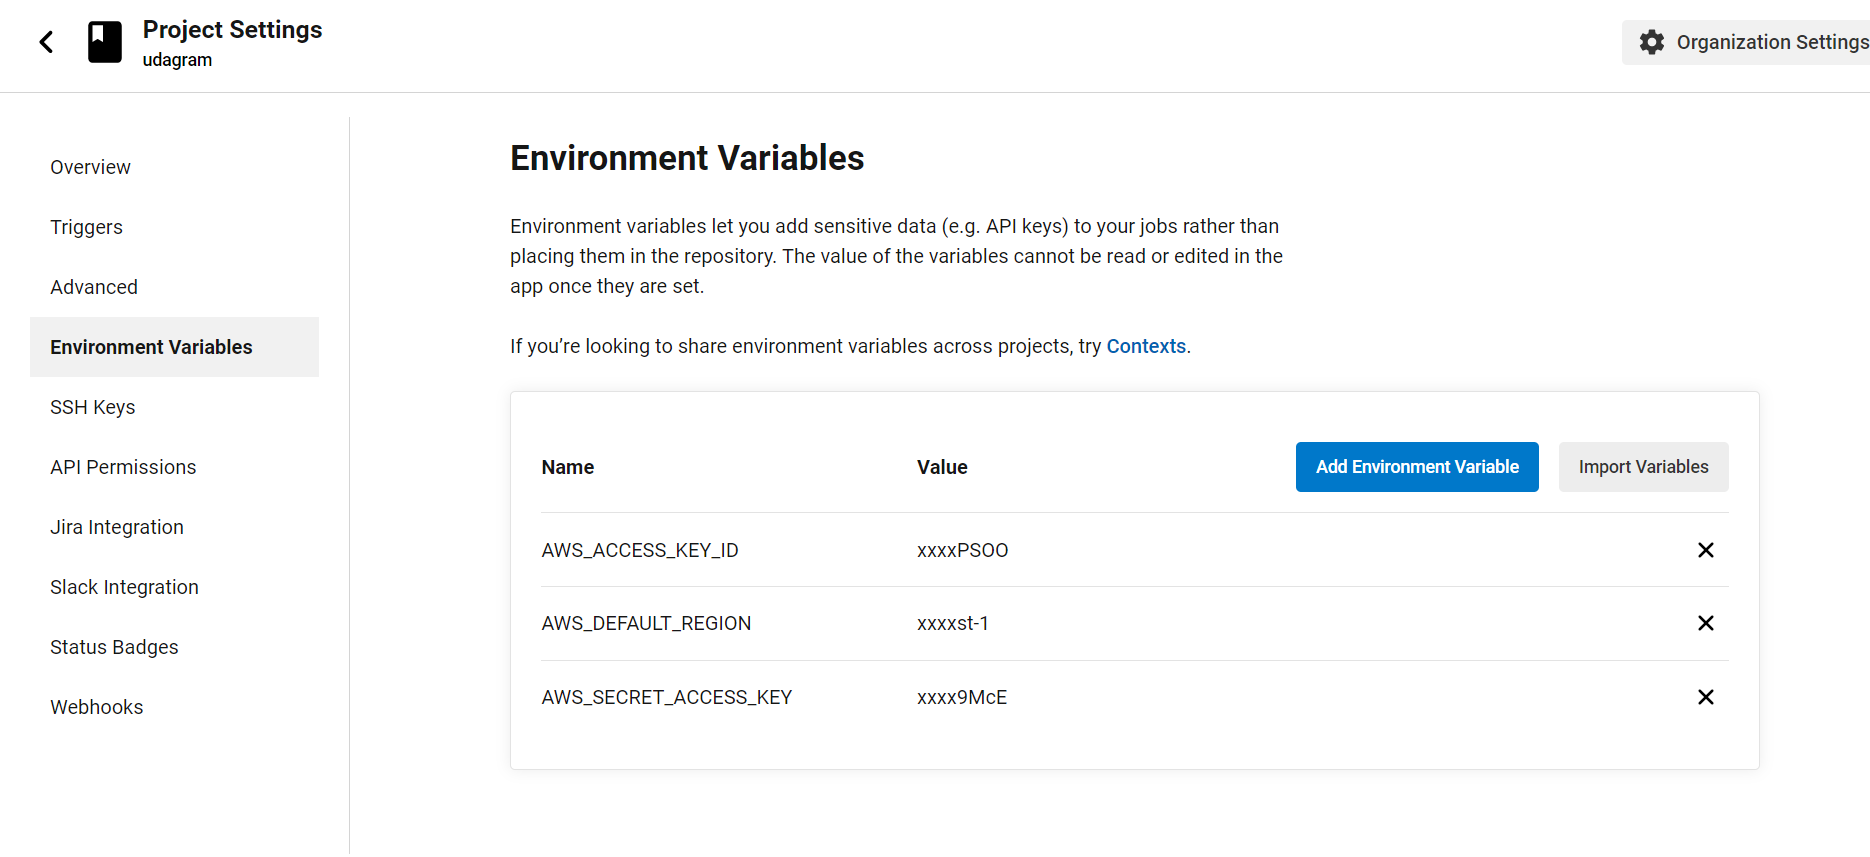 Project Settings
udagram
Organization Settings
Overview
Triggers
Advanced
Environment Variables
SSH Keys
API Permissions
Jira Integration
Slack Integration
Status Badges
Webhooks
Environment Variables
Environment variables let you add sensitive data (e.g. API keys) to your jobs rather than
placing them in the repository. The value of the variables cannot be read or edited in the
app once they are set.
If you’re looking to share environment variables across projects, try Contexts.
Name Value Add Environment Variable Import Variables
AWS_ACCESS_KEY_ID xxxxPSOO
AWS_DEFAULT_REGION xxxxst-1
AWS_SECRET_ACCESS_KEY xxxx9McE